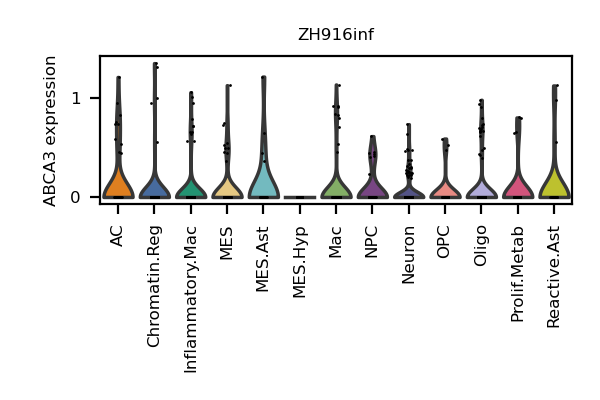 ZH916inf
ABCA3 expression
1
0
AC
Chromatin.Reg
Inflammatory.Mac
MES
MES.Ast
MES.Hyp
Mac
NPC
Neuron
OPC
Oligo
Prolif.Metab
Reactive.Ast